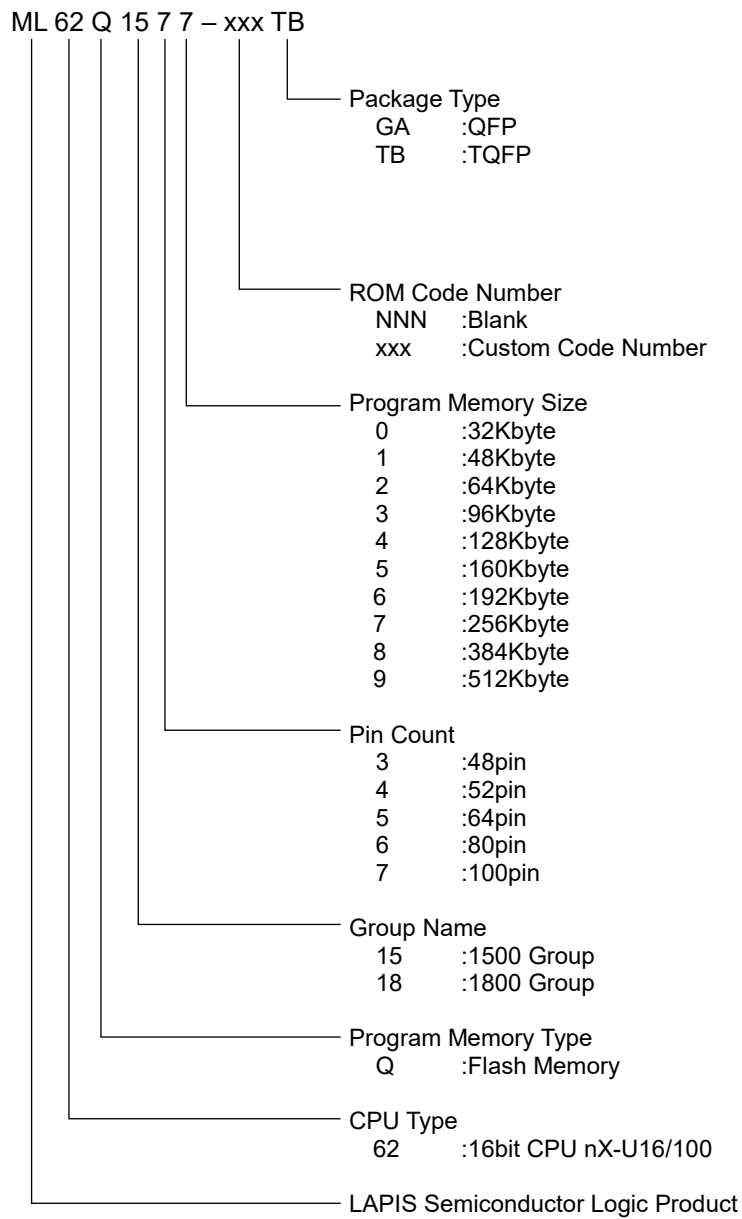 ML 62 Q 15 7 7 – xxx TB
Package Type
GA :QFP
TB :TQFP
ROM Code Number
NNN :Blank
xxx :Custom Code Number
Program Memory Size
0 :32Kbyte
1 :48Kbyte
2 :64Kbyte
3 :96Kbyte
4 :128Kbyte
5 :160Kbyte
6 :192Kbyte
7 :256Kbyte
8 :384Kbyte
9 :512Kbyte
Pin Count
3 :48pin
4 :52pin
5 :64pin
6 :80pin
7 :100pin
Group Name
15 :1500 Group
18 :1800 Group
Program Memory Type
Q :Flash Memory
CPU Type
62 :16bit CPU nX-U16/100
LAPIS Semiconductor Logic Product